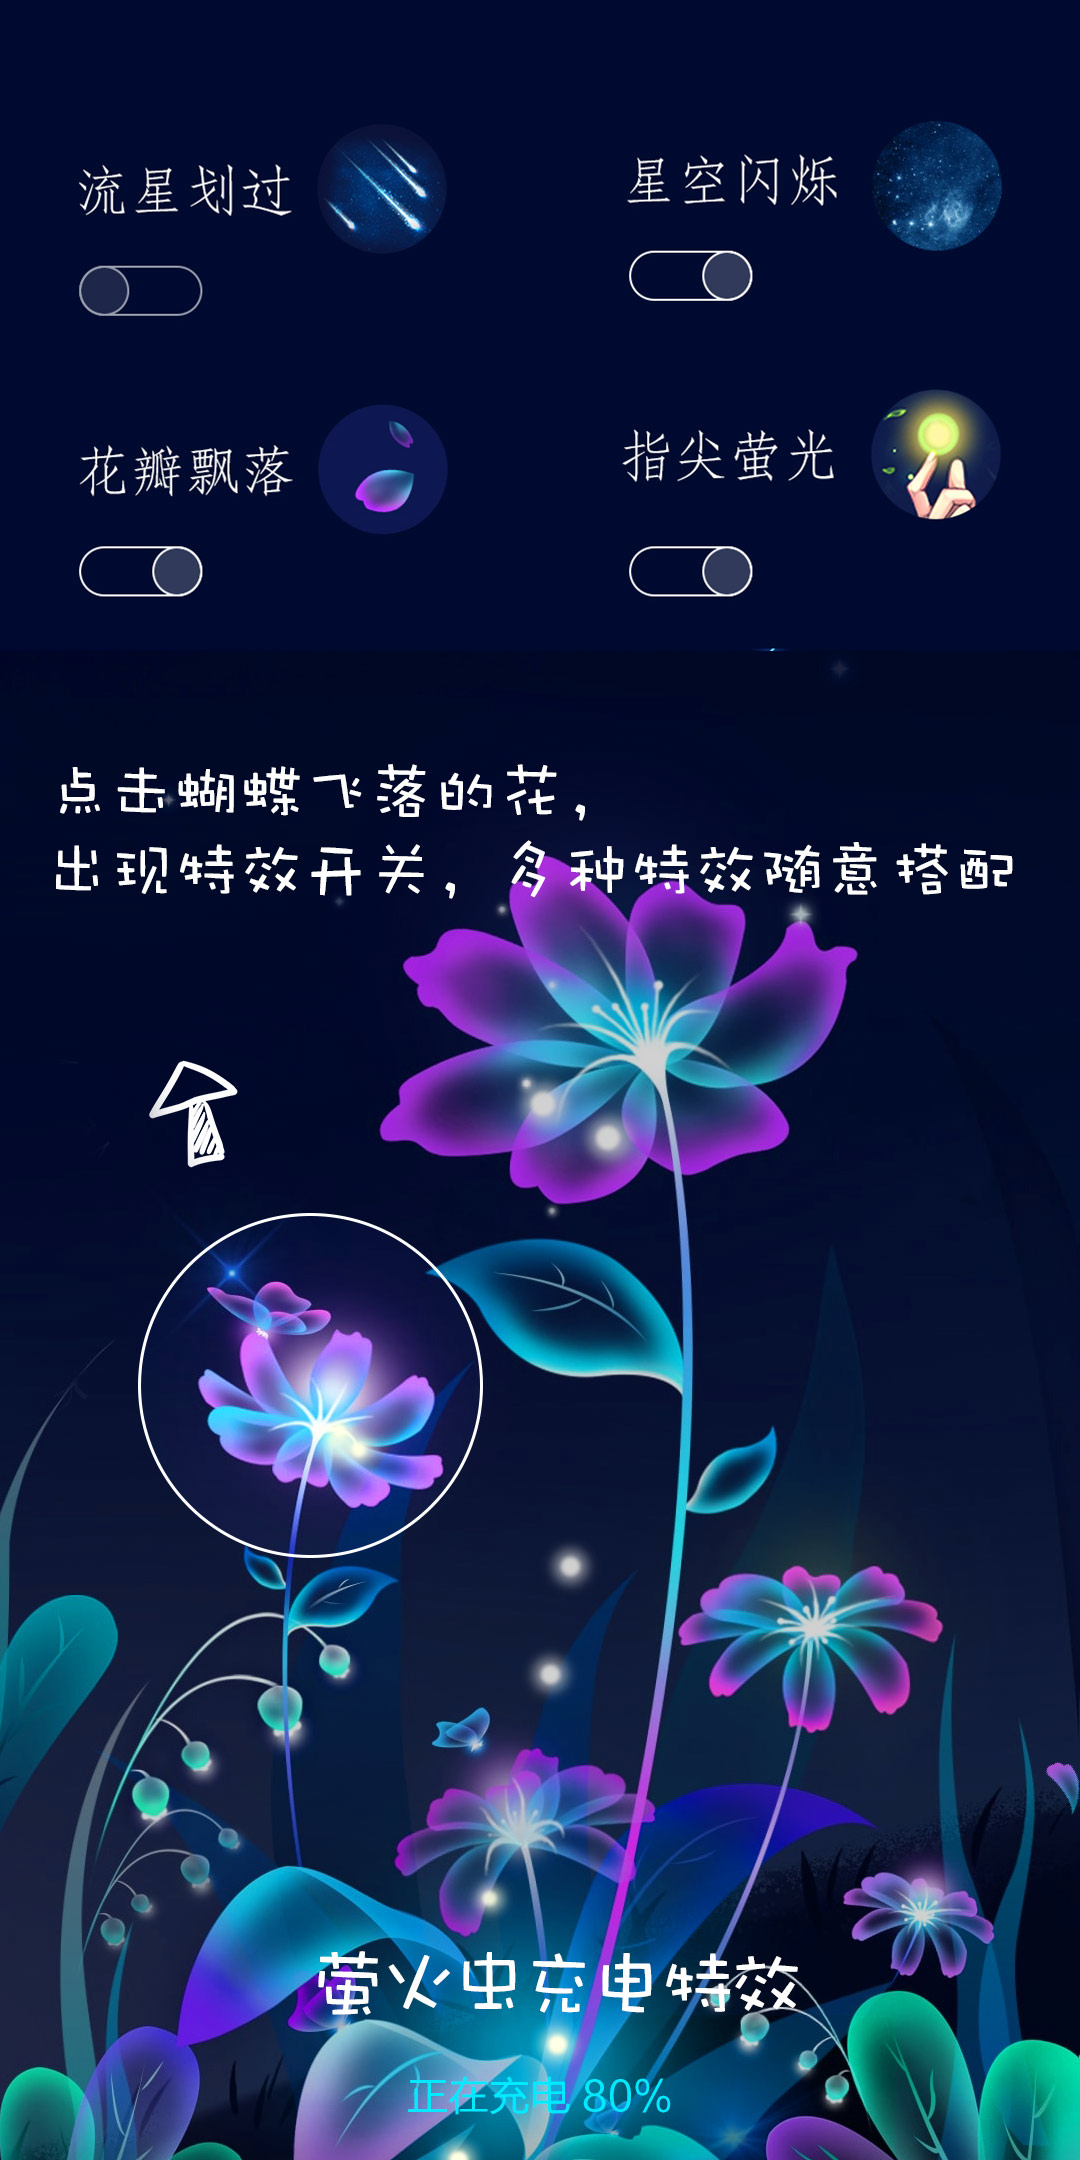 流星划过
星空闪烁
花瓣飘落
指尖萤光
点击蝴蝶飞落的花，
出现特效开关，多种特效随意搭配
萤火虫充电特效
正在充电 80%